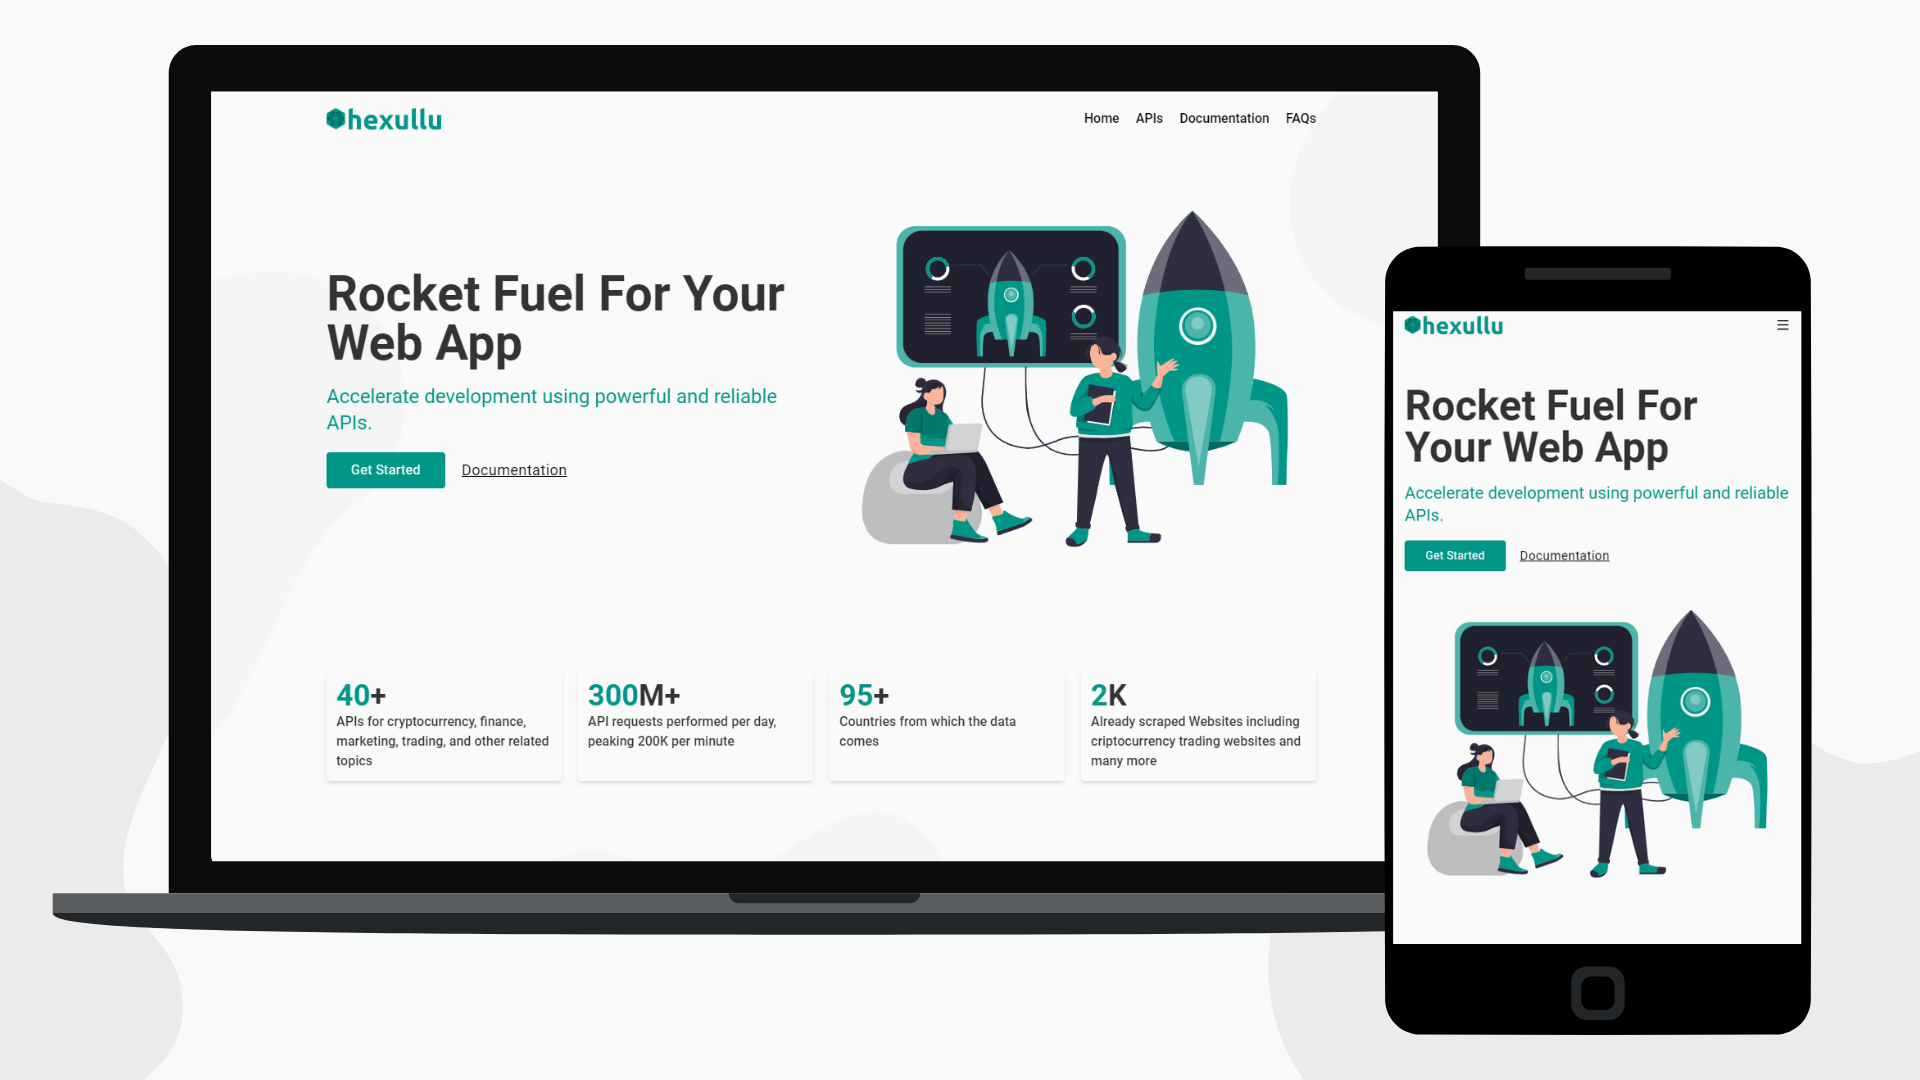 hexullu
Home APIs Documentation FAQs
Rocket Fuel For Your
Web App
Accelerate development using powerful and reliable
APIs.
Get Started Documentation
40+
APIs for cryptocurrency, finance,
marketing, trading, and other related
topics
300M+
API requests performed per day,
peaking 200K per minute
95+
Countries from which the data
comes
2K
Already scraped Websites including
criptocurrency trading websites and
many more
hexullu
Rocket Fuel For
Your Web App
Accelerate development using powerful and reliable
APIs.
Get Started Documentation